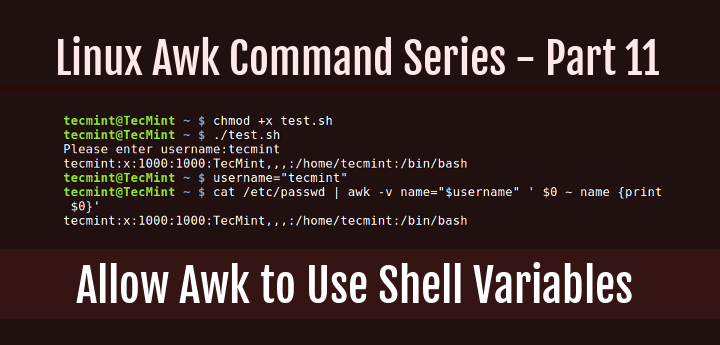 Linux Awk Command Series - Part 11
tecmint@TecMint ~ $ chmod +x test.sh
tecmint@TecMint ~ $ ./test.sh
Please enter username:tecmint
tecmint:x:1000:1000:TecMint,,,:/home/tecmint:/bin/bash
tecmint@TecMint ~ $ username="tecmint"
tecmint@TecMint ~ $ cat /etc/passwd | awk -v name="$username" ' $0 ~ name {print
$0}'
tecmint:x:1000:1000:TecMint,,,:/home/tecmint:/bin/bash
Allow Awk to Use Shell Variables